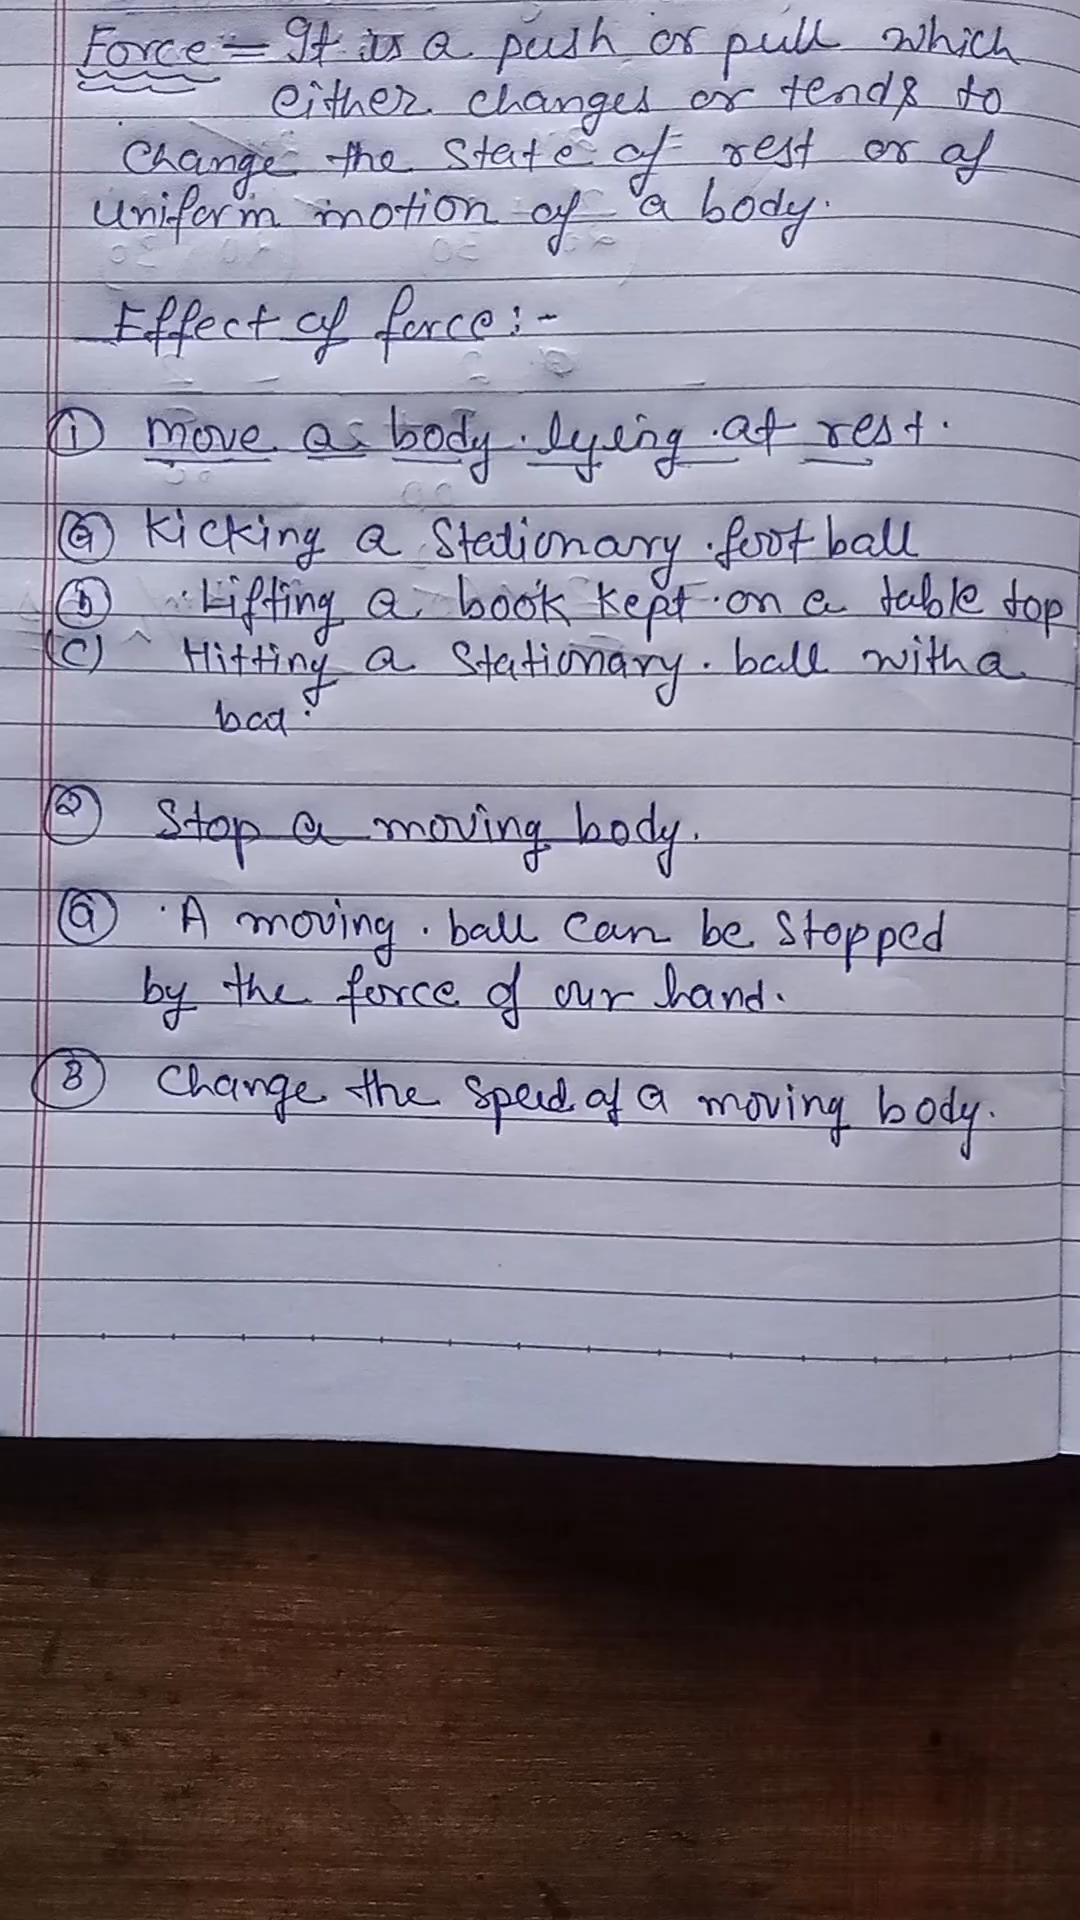 Force = It is a push or pull which
either changes or tends to
change the state of rest or of
uniform motion of a body.
Effect of force :-
① move as body lying at rest.
ⓐ Kicking a stationary football
ⓑ Lifting a book kept on a table top
(C) Hitting a stationary ball with a
bat.
② Stop a moving body.
ⓐ A moving ball can be stopped
by the force of our hand.
③ Change the speed of a moving body.